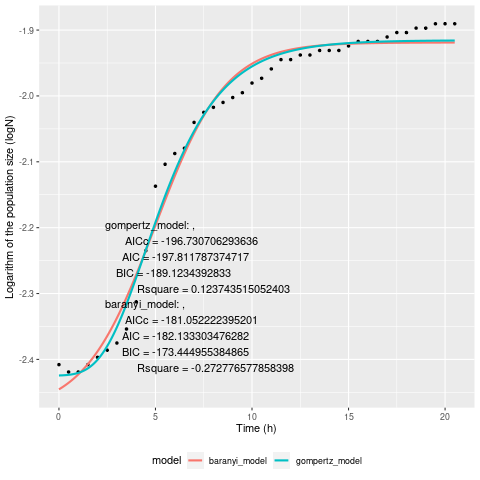 -1.9
-2.0
-2.1
-2.2
-2.3
-2.4
Logarithm of the population size (logN)
gompertz_model: ,
AICc = -196.730706293636
AIC = -197.811787374717
BIC = -189.1234392833
Rsquare = 0.123743515052403
baranyi_model: ,
AICc = -181.052222395201
AIC = -182.133303476282
BIC = -173.444955384865
Rsquare = -0.272776577858398
0 5 10 15 20
Time (h)
model baranyi_model gompertz_model